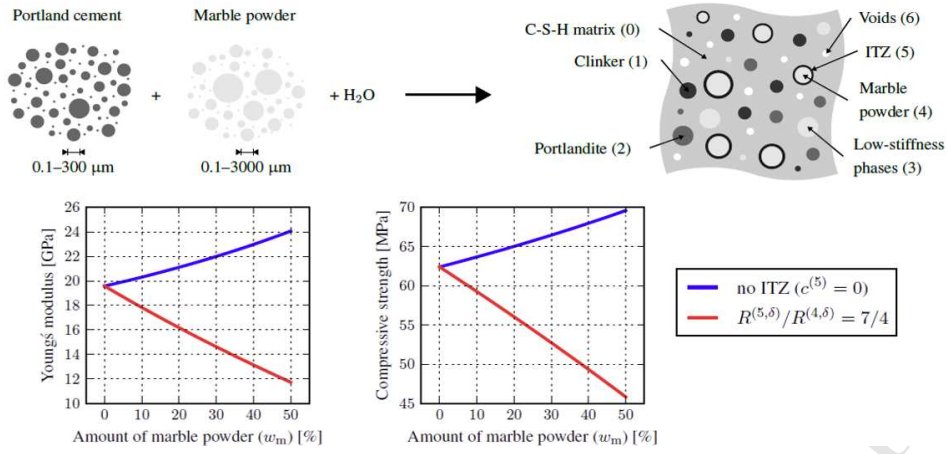 Portland cement
Marble powder
+
+ H₂O
0.1–300 μm
0.1–3000 μm
C-S-H matrix (0)
Clinker (1)
Portlandite (2)
Voids (6)
ITZ (5)
Marble
powder (4)
Low-stiffness
phases (3)
Youngs modulus [GPa]
26
24
22
20
18
16
14
12
10
0 10 20 30 40 50
Amount of marble powder (wₘ) [%]
Compressive strength [MPa]
70
65
60
55
50
45
0 10 20 30 40 50
Amount of marble powder (wₘ) [%]
no ITZ (c⁽⁵⁾ = 0)
R⁽⁵,δ⁾/R⁽⁴,δ⁾ = 7/4